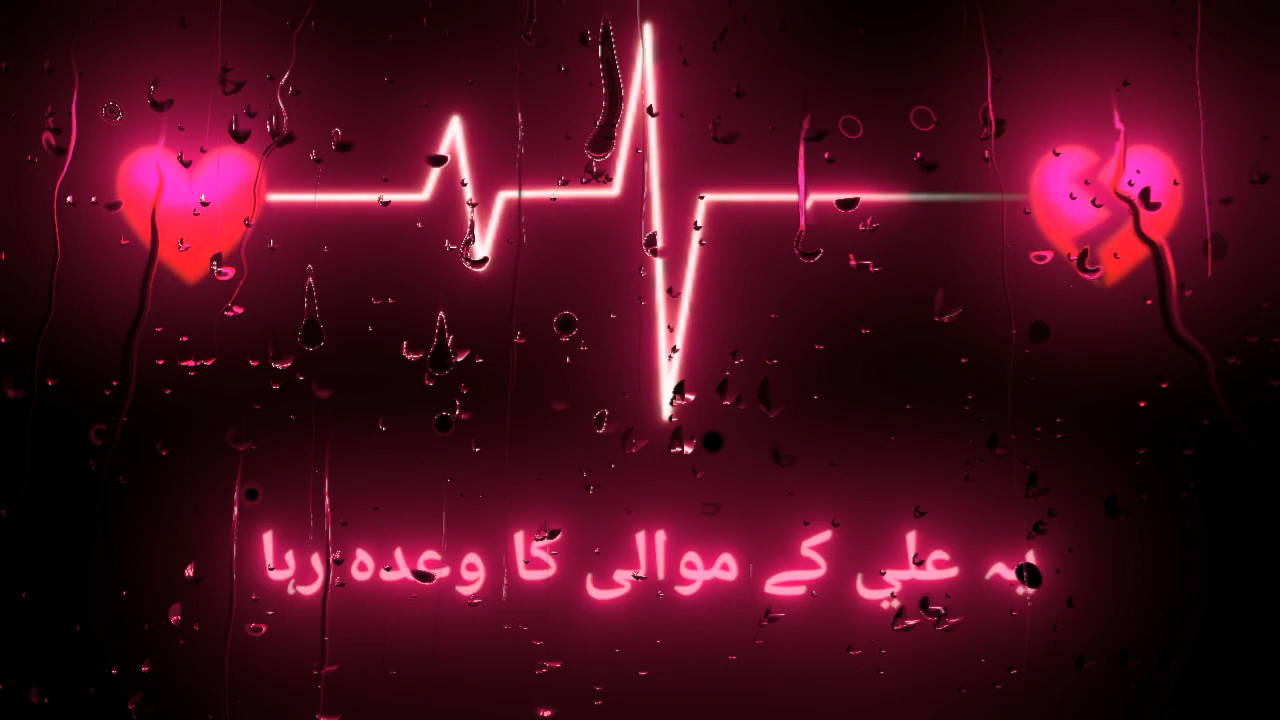 یہ علي کے موالی کا وعدہ رہا